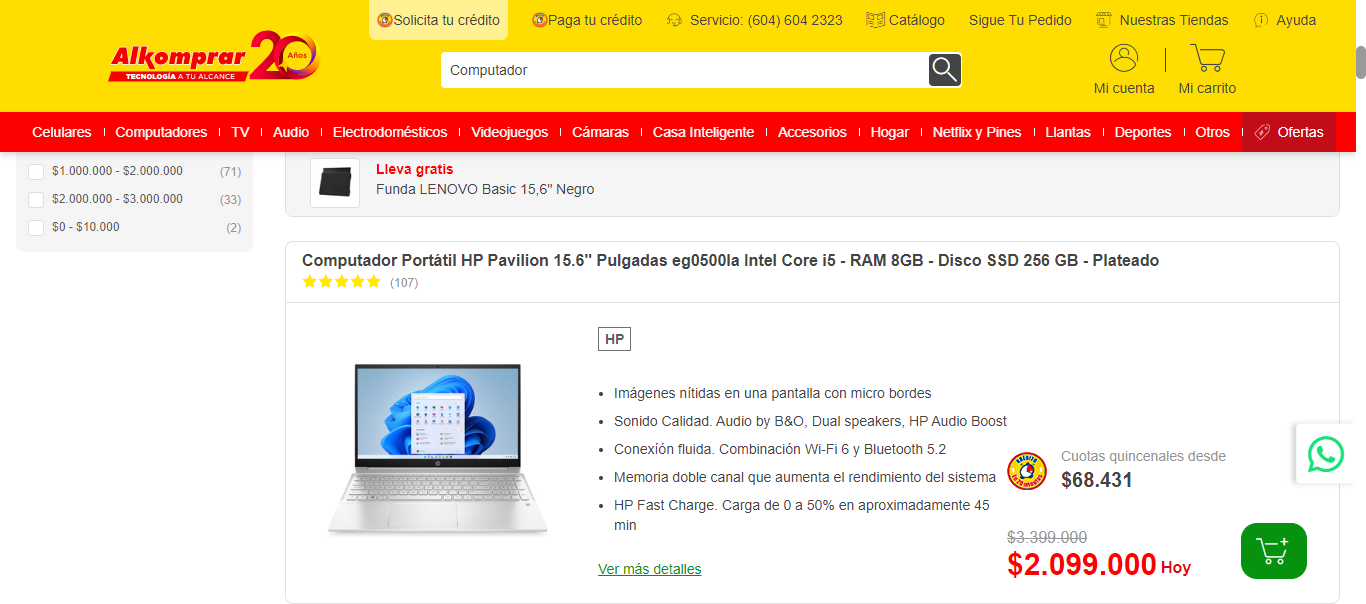 Solicita tu crédito
Paga tu crédito
Servicio: (604) 604 2323
Catálogo
Sigue Tu Pedido
Nuestras Tiendas
Ayuda
Alkomprar 20 Años
TECNOLOGÍA A TU ALCANCE
Computador
Mi cuenta
Mi carrito
Celulares
Computadores
TV
Audio
Electrodomésticos
Videojuegos
Cámaras
Casa Inteligente
Accesorios
Hogar
Netflix y Pines
Llantas
Deportes
Otros
Ofertas
$1.000.000 - $2.000.000 (71)
$2.000.000 - $3.000.000 (33)
$0 - $10.000 (2)
Lleva gratis
Funda LENOVO Basic 15,6" Negro
Computador Portátil HP Pavilion 15.6" Pulgadas eg0500la Intel Core i5 - RAM 8GB - Disco SSD 256 GB - Plateado
(107)
HP
Imágenes nítidas en una pantalla con micro bordes
Sonido Calidad. Audio by B&O, Dual speakers, HP Audio Boost
Conexíón fluida. Combinación Wi-Fi 6 y Bluetooth 5.2
Memoria doble canal que aumenta el rendimiento del sistema
HP Fast Charge. Carga de 0 a 50% en aproximadamente 45
min
Ver más detalles
Cuotas quincenales desde
$68.431
$3.399.000
$2.099.000 Hoy